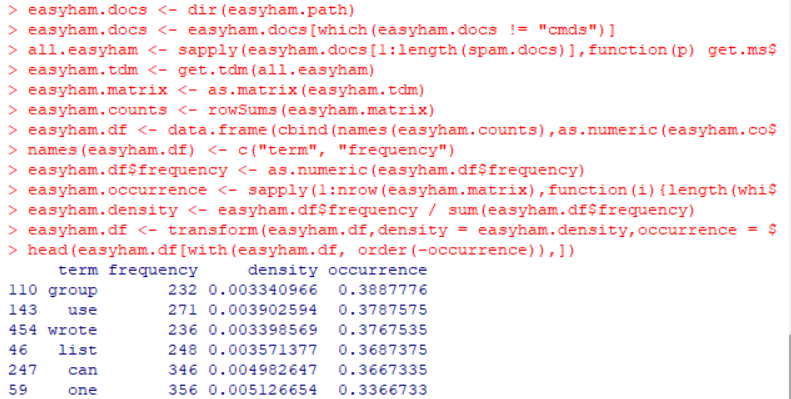 > easyham.docs <- dir(easyham.path)
> easyham.docs <- easyham.docs[which(easyham.docs != "cmds")]
> all.easyham <- sapply(easyham.docs[1:length(spam.docs)],function(p) get.ms$
> easyham.tdm <- get.tdm(all.easyham)
> easyham.matrix <- as.matrix(easyham.tdm)
> easyham.counts <- rowSums(easyham.matrix)
> easyham.df <- data.frame(cbind(names(easyham.counts),as.numeric(easyham.co$
> names(easyham.df) <- c("term", "frequency")
> easyham.df$frequency <- as.numeric(easyham.df$frequency)
> easyham.occurrence <- sapply(1:nrow(easyham.matrix),function(i){length(whi$
> easyham.density <- easyham.df$frequency / sum(easyham.df$frequency)
> easyham.df <- transform(easyham.df,density = easyham.density,occurrence = $
> head(easyham.df[with(easyham.df, order(-occurrence)),])
term frequency density occurrence
110 group 232 0.003340966 0.3887776
143 use 271 0.003902594 0.3787575
454 wrote 236 0.003398569 0.3767535
46 list 248 0.003571377 0.3687375
247 can 346 0.004982647 0.3667335
59 one 356 0.005126654 0.3366733